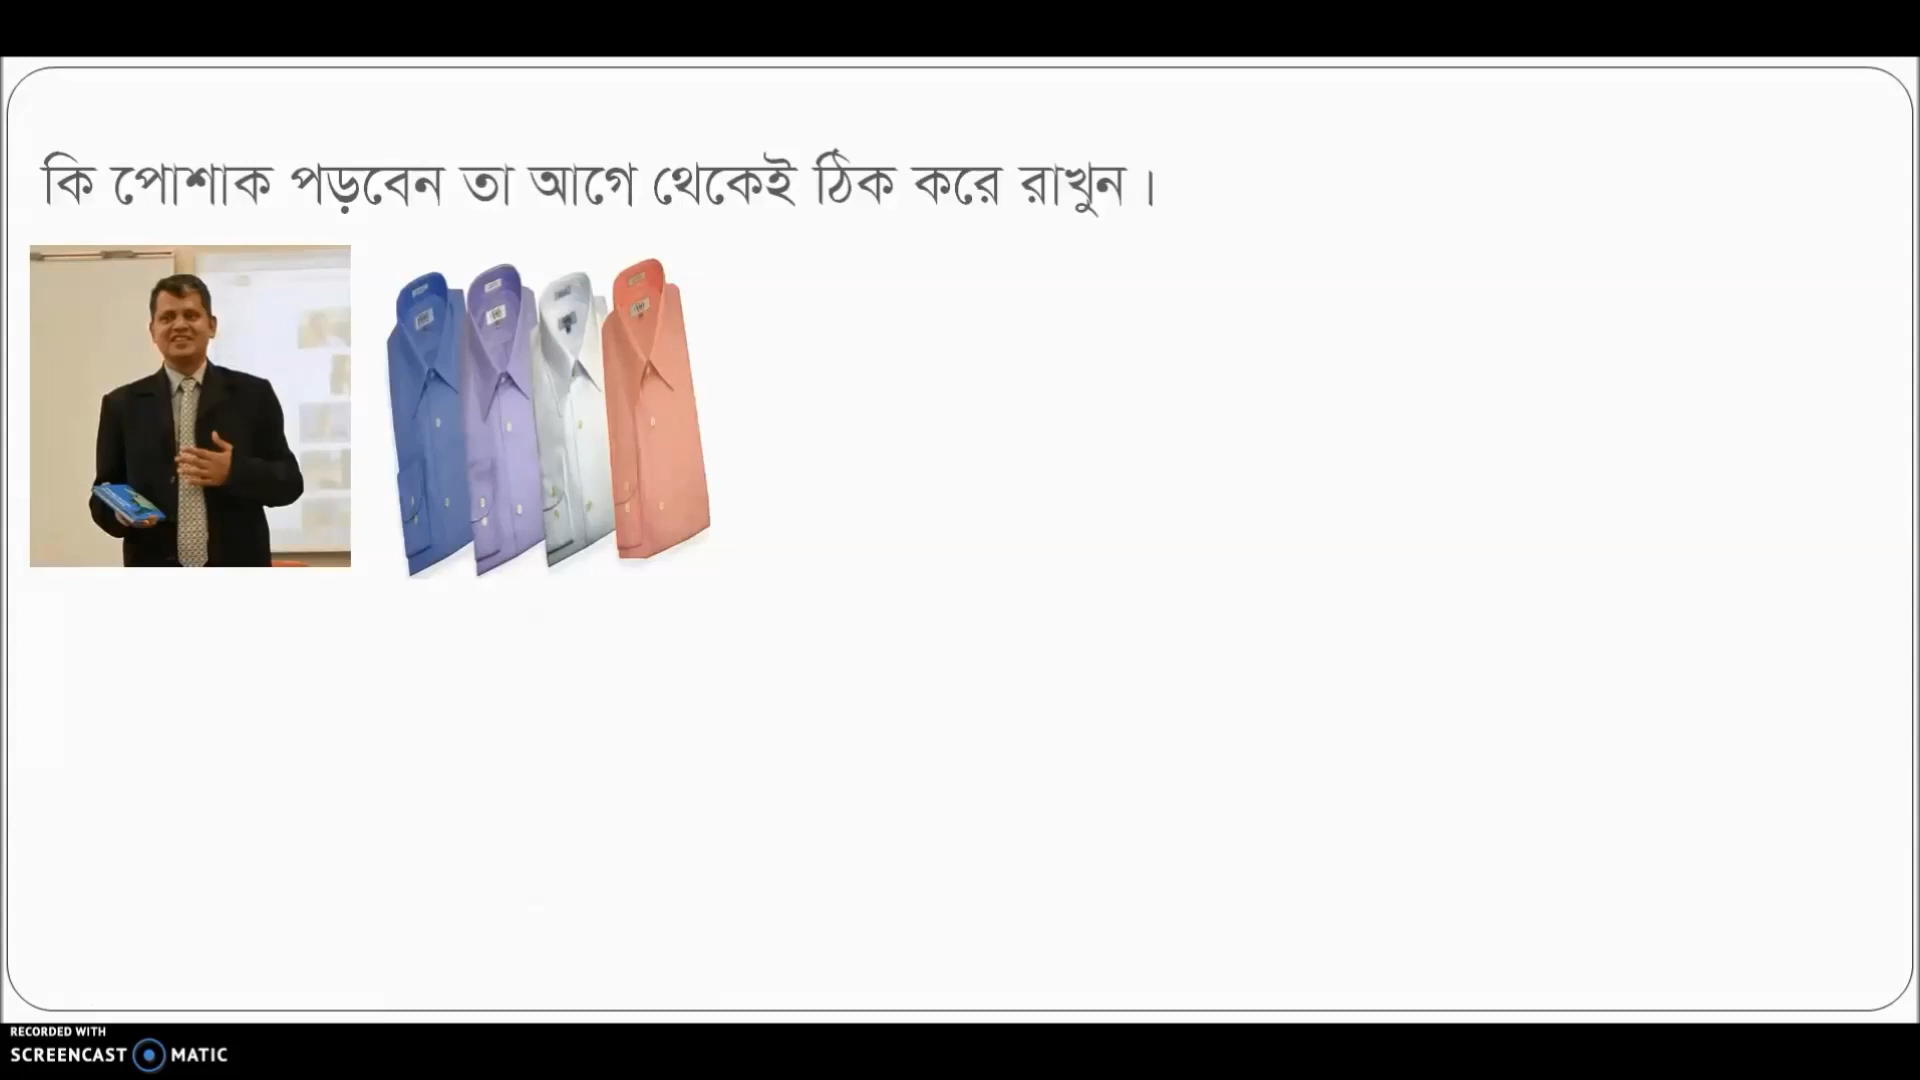 কি পোশাক পড়বেন তা আগে থেকেই ঠিক করে রাখুন ।
RECORDED WITH
SCREENCAST MATIC